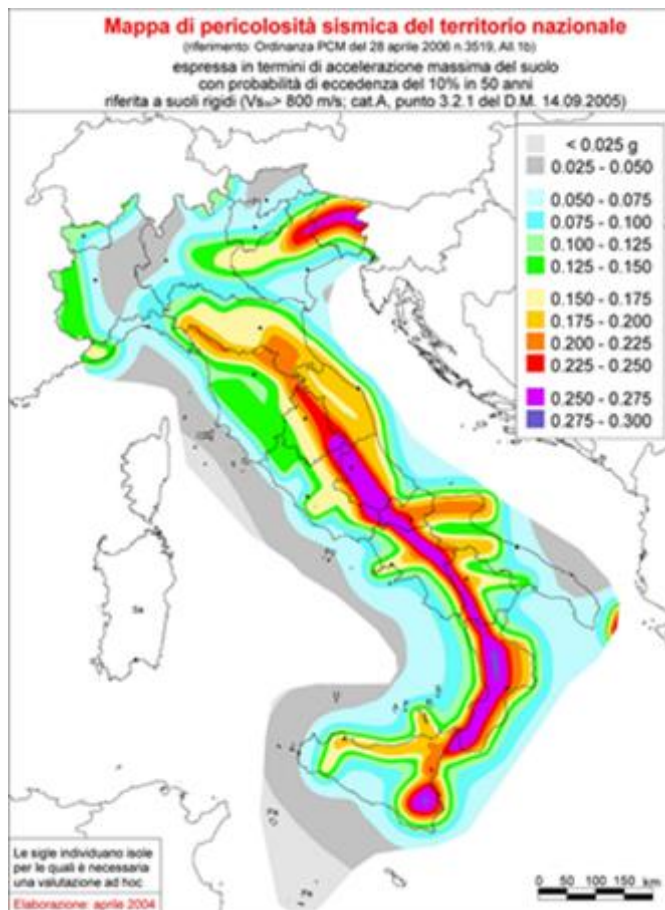 Mappa di pericolosità sismica del territorio nazionale
(riferimento: Ordinanza PCM del 28 aprile 2006 n.3519, All.1b)
espressa in termini di accelerazione massima del suolo
con probabilità di eccedenza del 10% in 50 anni
riferita a suoli rigidi (Vs₃₀> 800 m/s; cat.A, punto 3.2.1 del D.M. 14.09.2005)
< 0.025 g
0.025 - 0.050
0.050 - 0.075
0.075 - 0.100
0.100 - 0.125
0.125 - 0.150
0.150 - 0.175
0.175 - 0.200
0.200 - 0.225
0.225 - 0.250
0.250 - 0.275
0.275 - 0.300
Sa
Le sigle individuano isole
per le quali è necessaria
una valutazione ad hoc
Elaborazione: aprile 2004
0 50 100 150
km